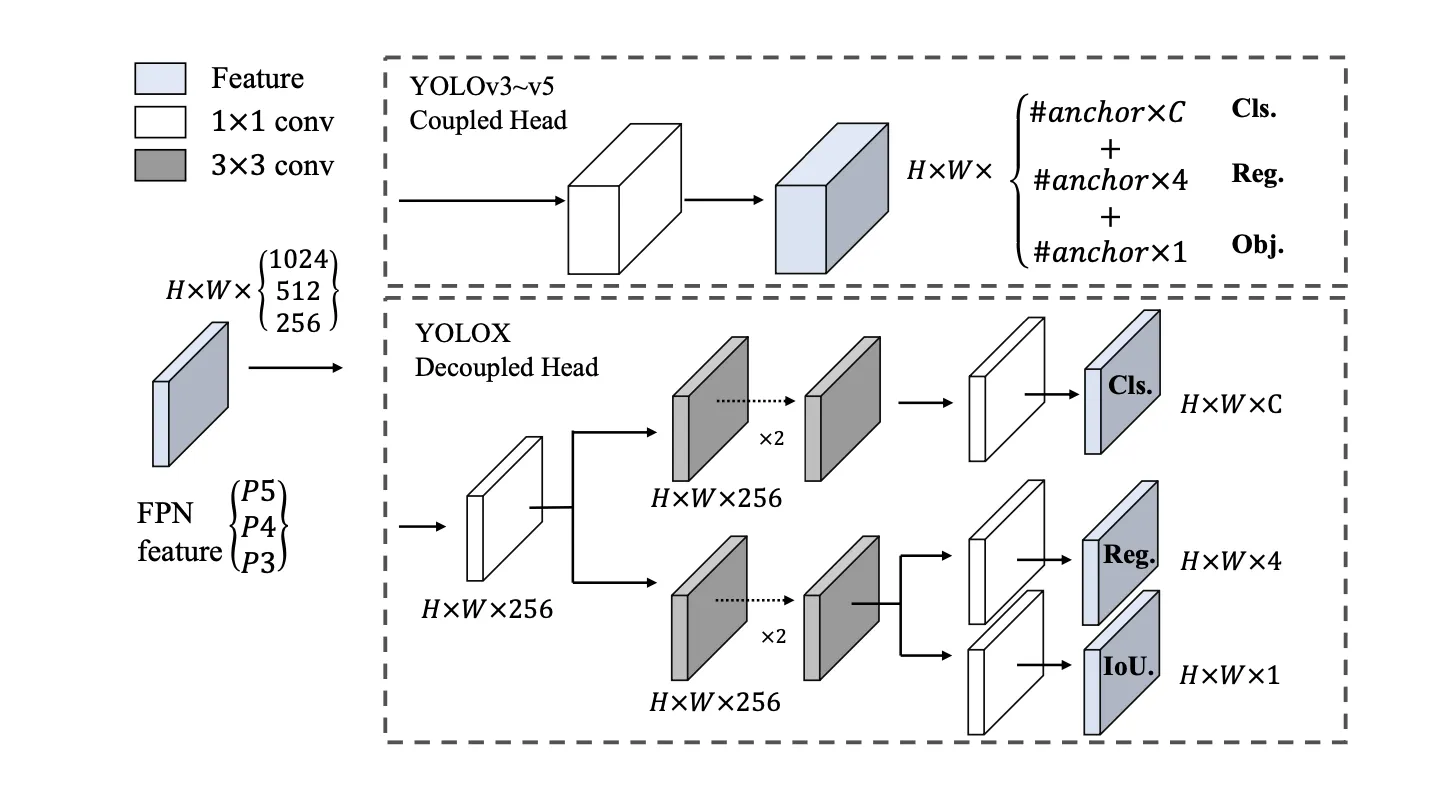 Feature
1×1 conv
3×3 conv
H×W×
1024
512
256
FPN
feature
P5
P4
P3
YOLOv3~v5
Coupled Head
H×W×
#anchor×C Cls.
+
#anchor×4 Reg.
+
#anchor×1 Obj.
YOLOX
Decoupled Head
H×W×256
×2
H×W×256
Cls.
H×W×C
×2
H×W×256
Reg.
H×W×4
IoU.
H×W×1